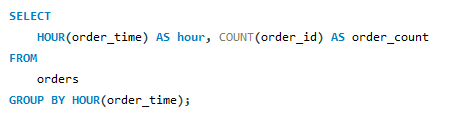 SELECT
    HOUR(order_time) AS hour, COUNT(order_id) AS order_count
FROM
    orders
GROUP BY HOUR(order_time);